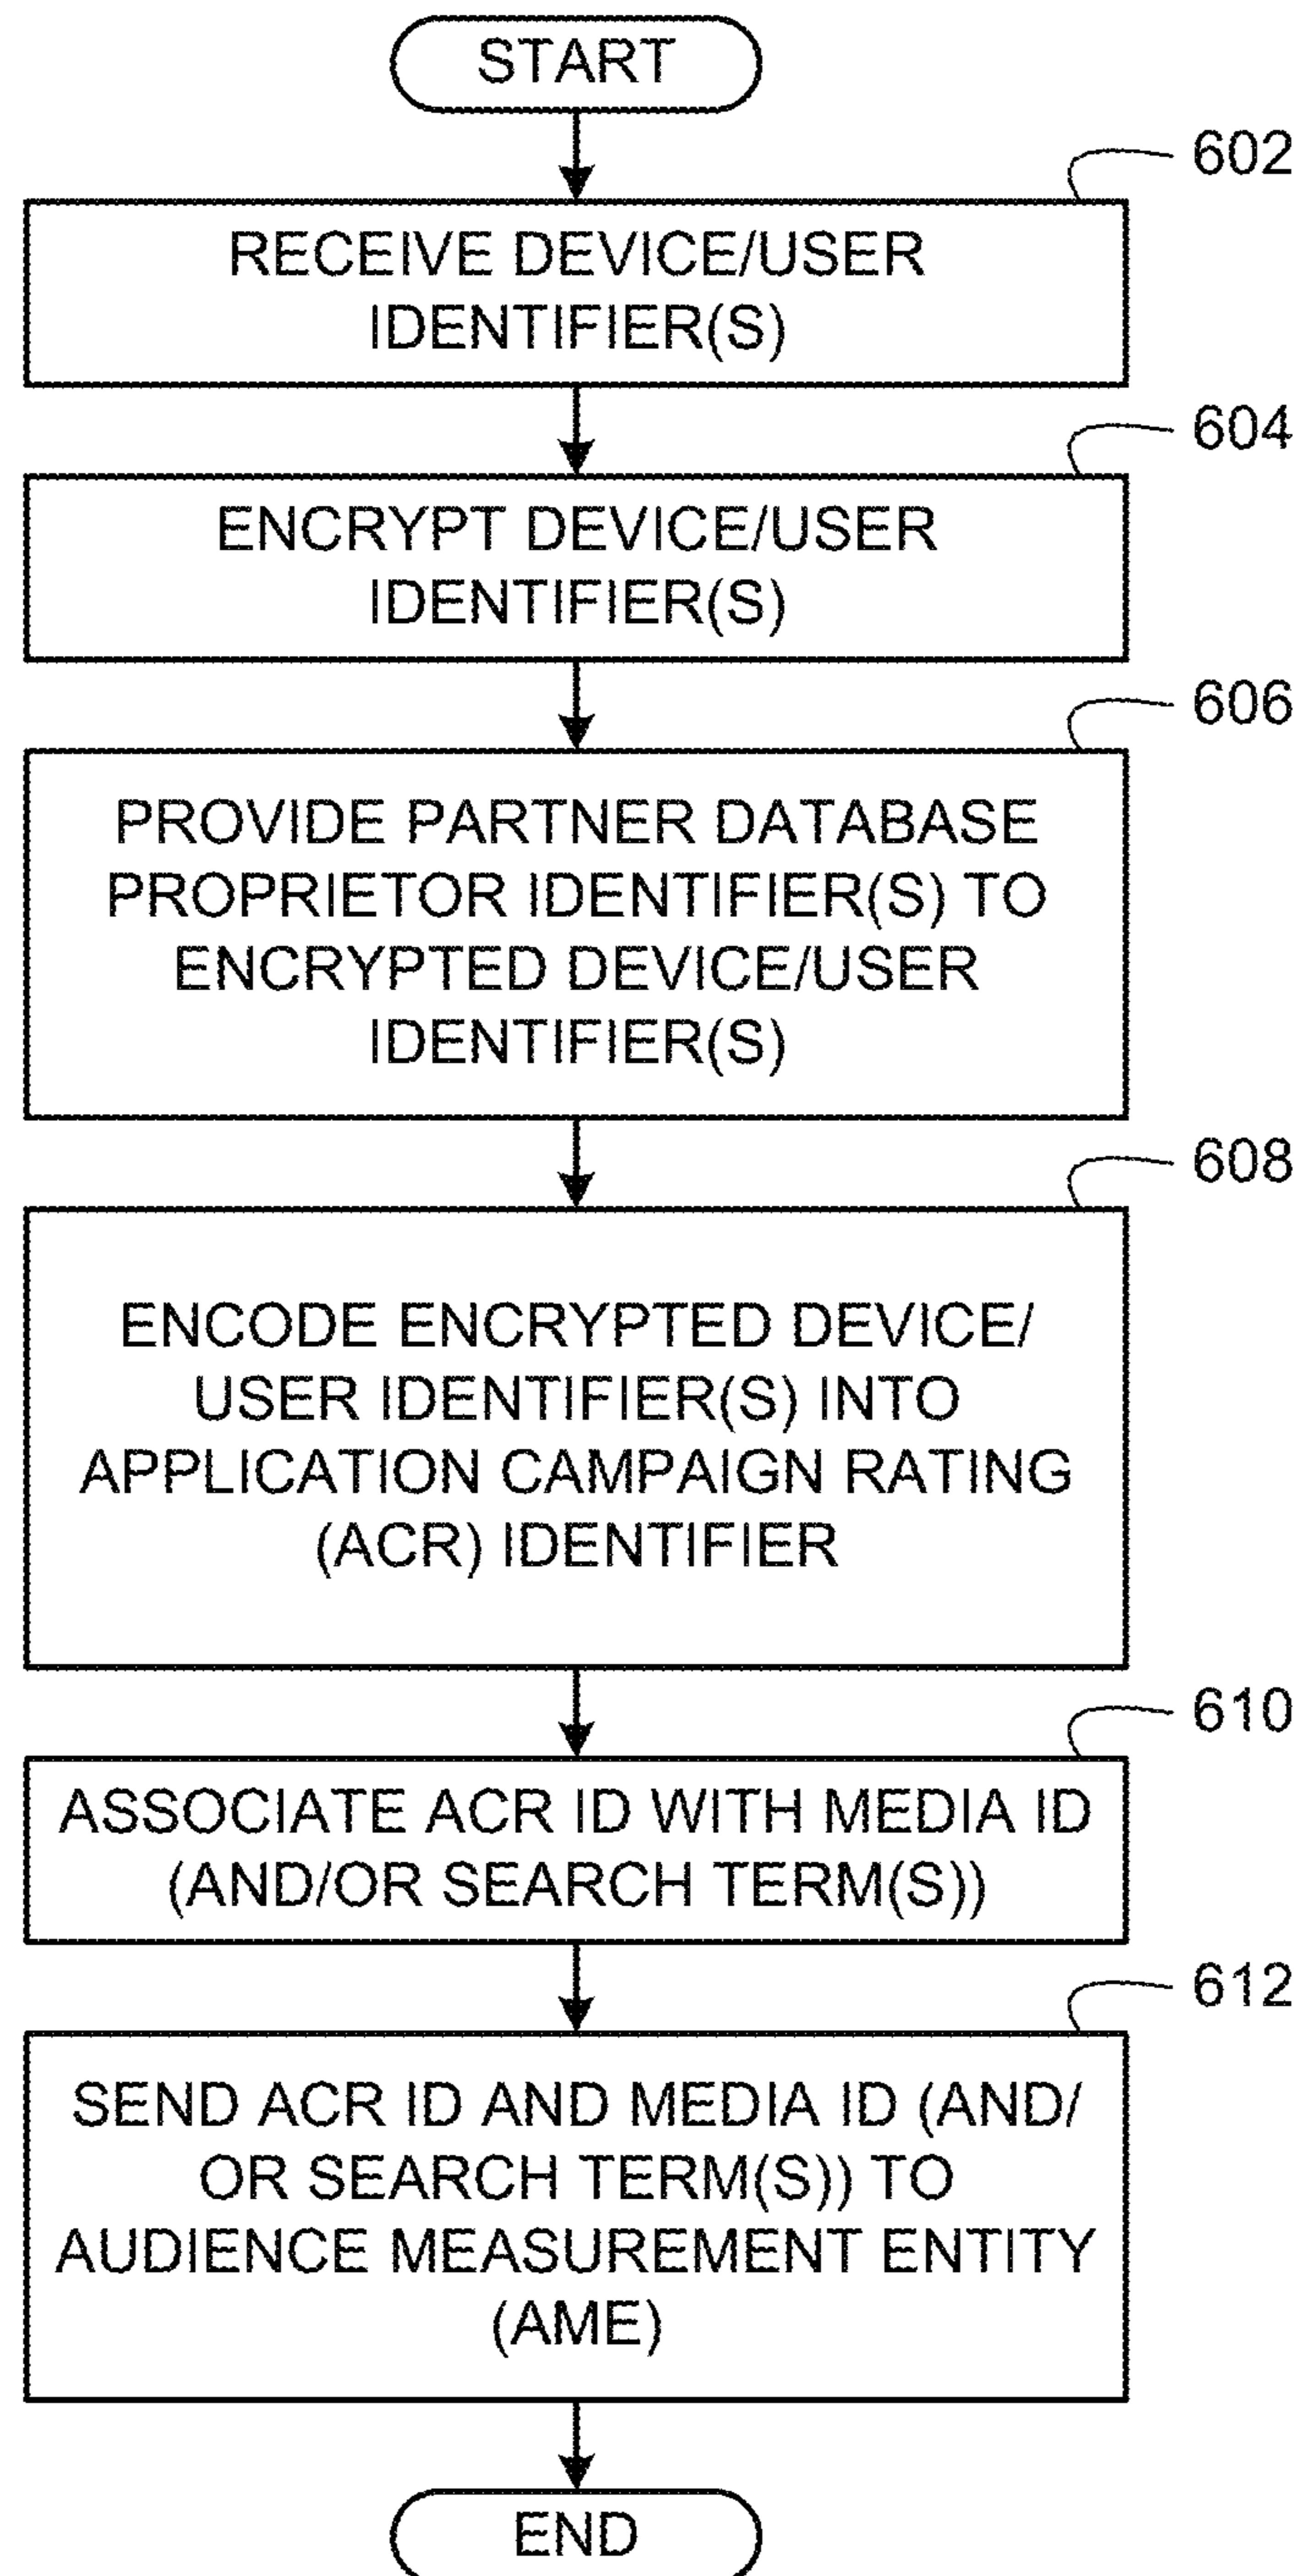 START
602
RECEIVE DEVICE/USER
IDENTIFIER(S)
604
ENCRYPT DEVICE/USER
IDENTIFIER(S)
606
PROVIDE PARTNER DATABASE
PROPRIETOR IDENTIFIER(S) TO
ENCRYPTED DEVICE/USER
IDENTIFIER(S)
608
ENCODE ENCRYPTED DEVICE/
USER IDENTIFIER(S) INTO
APPLICATION CAMPAIGN RATING
(ACR) IDENTIFIER
610
ASSOCIATE ACR ID WITH MEDIA ID
(AND/OR SEARCH TERM(S))
612
SEND ACR ID AND MEDIA ID (AND/
OR SEARCH TERM(S)) TO
AUDIENCE MEASUREMENT ENTITY
(AME)
END